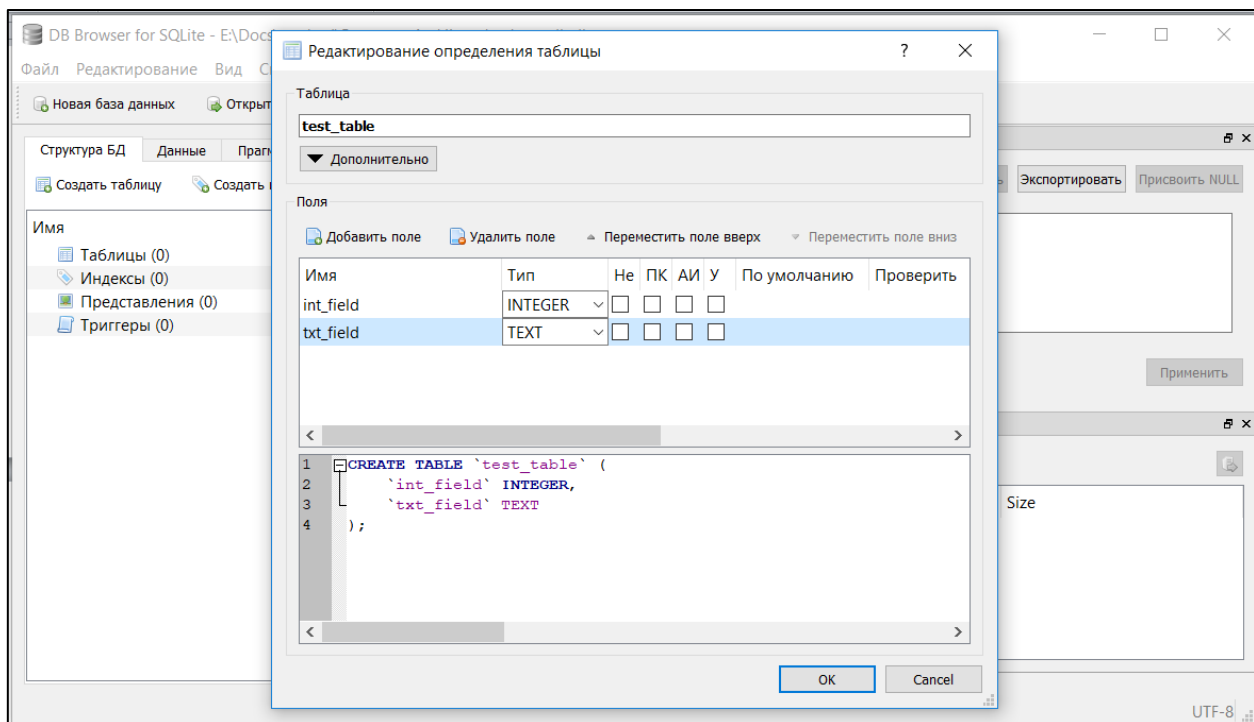 DB Browser for SQLite - E:\Docs
Файл Редактирование Вид
Новая база данных
Структура БД Данные
Создать таблицу Создать
Имя
Таблицы (0)
Индексы (0)
Представления (0)
Триггеры (0)
Редактирование определения таблицы
Таблица
test_table
Дополнительно
Поля
Добавить поле Удалить поле Переместить поле вверх Переместить поле вниз
Имя Тип Не ПК АИ У По умолчанию Проверить
int_field INTEGER
txt_field TEXT
1 CREATE TABLE `test_table` (
2 `int_field` INTEGER,
3 `txt_field` TEXT
4 );
OK Cancel
Экспортировать Присвоить NULL
Применить
Size
UTF-8